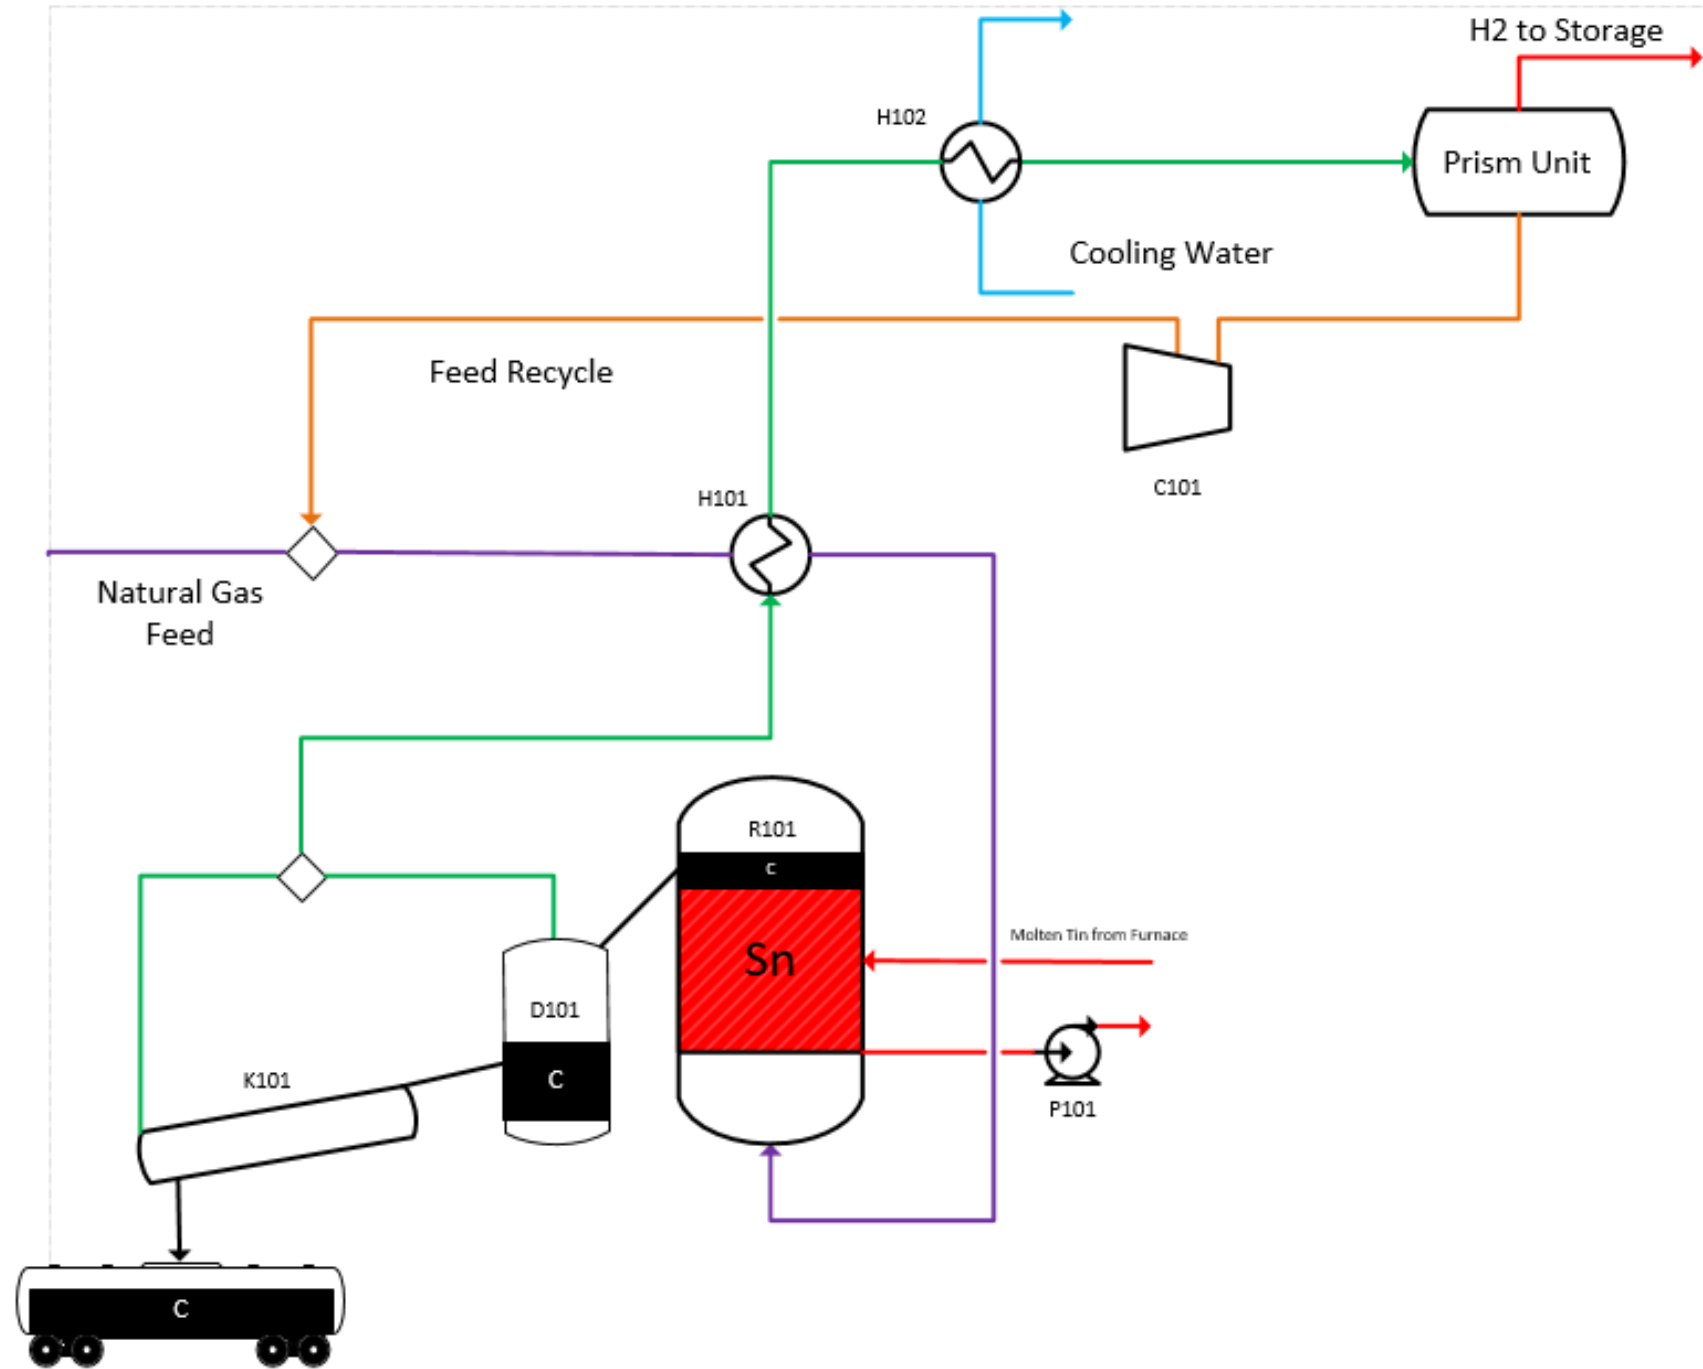 H2 to Storage
H102
Prism Unit
Cooling Water
Feed Recycle
C101
H101
Natural Gas
Feed
R101
c
Molten Tin from Furnace
Sn
D101
C
K101
P101
C